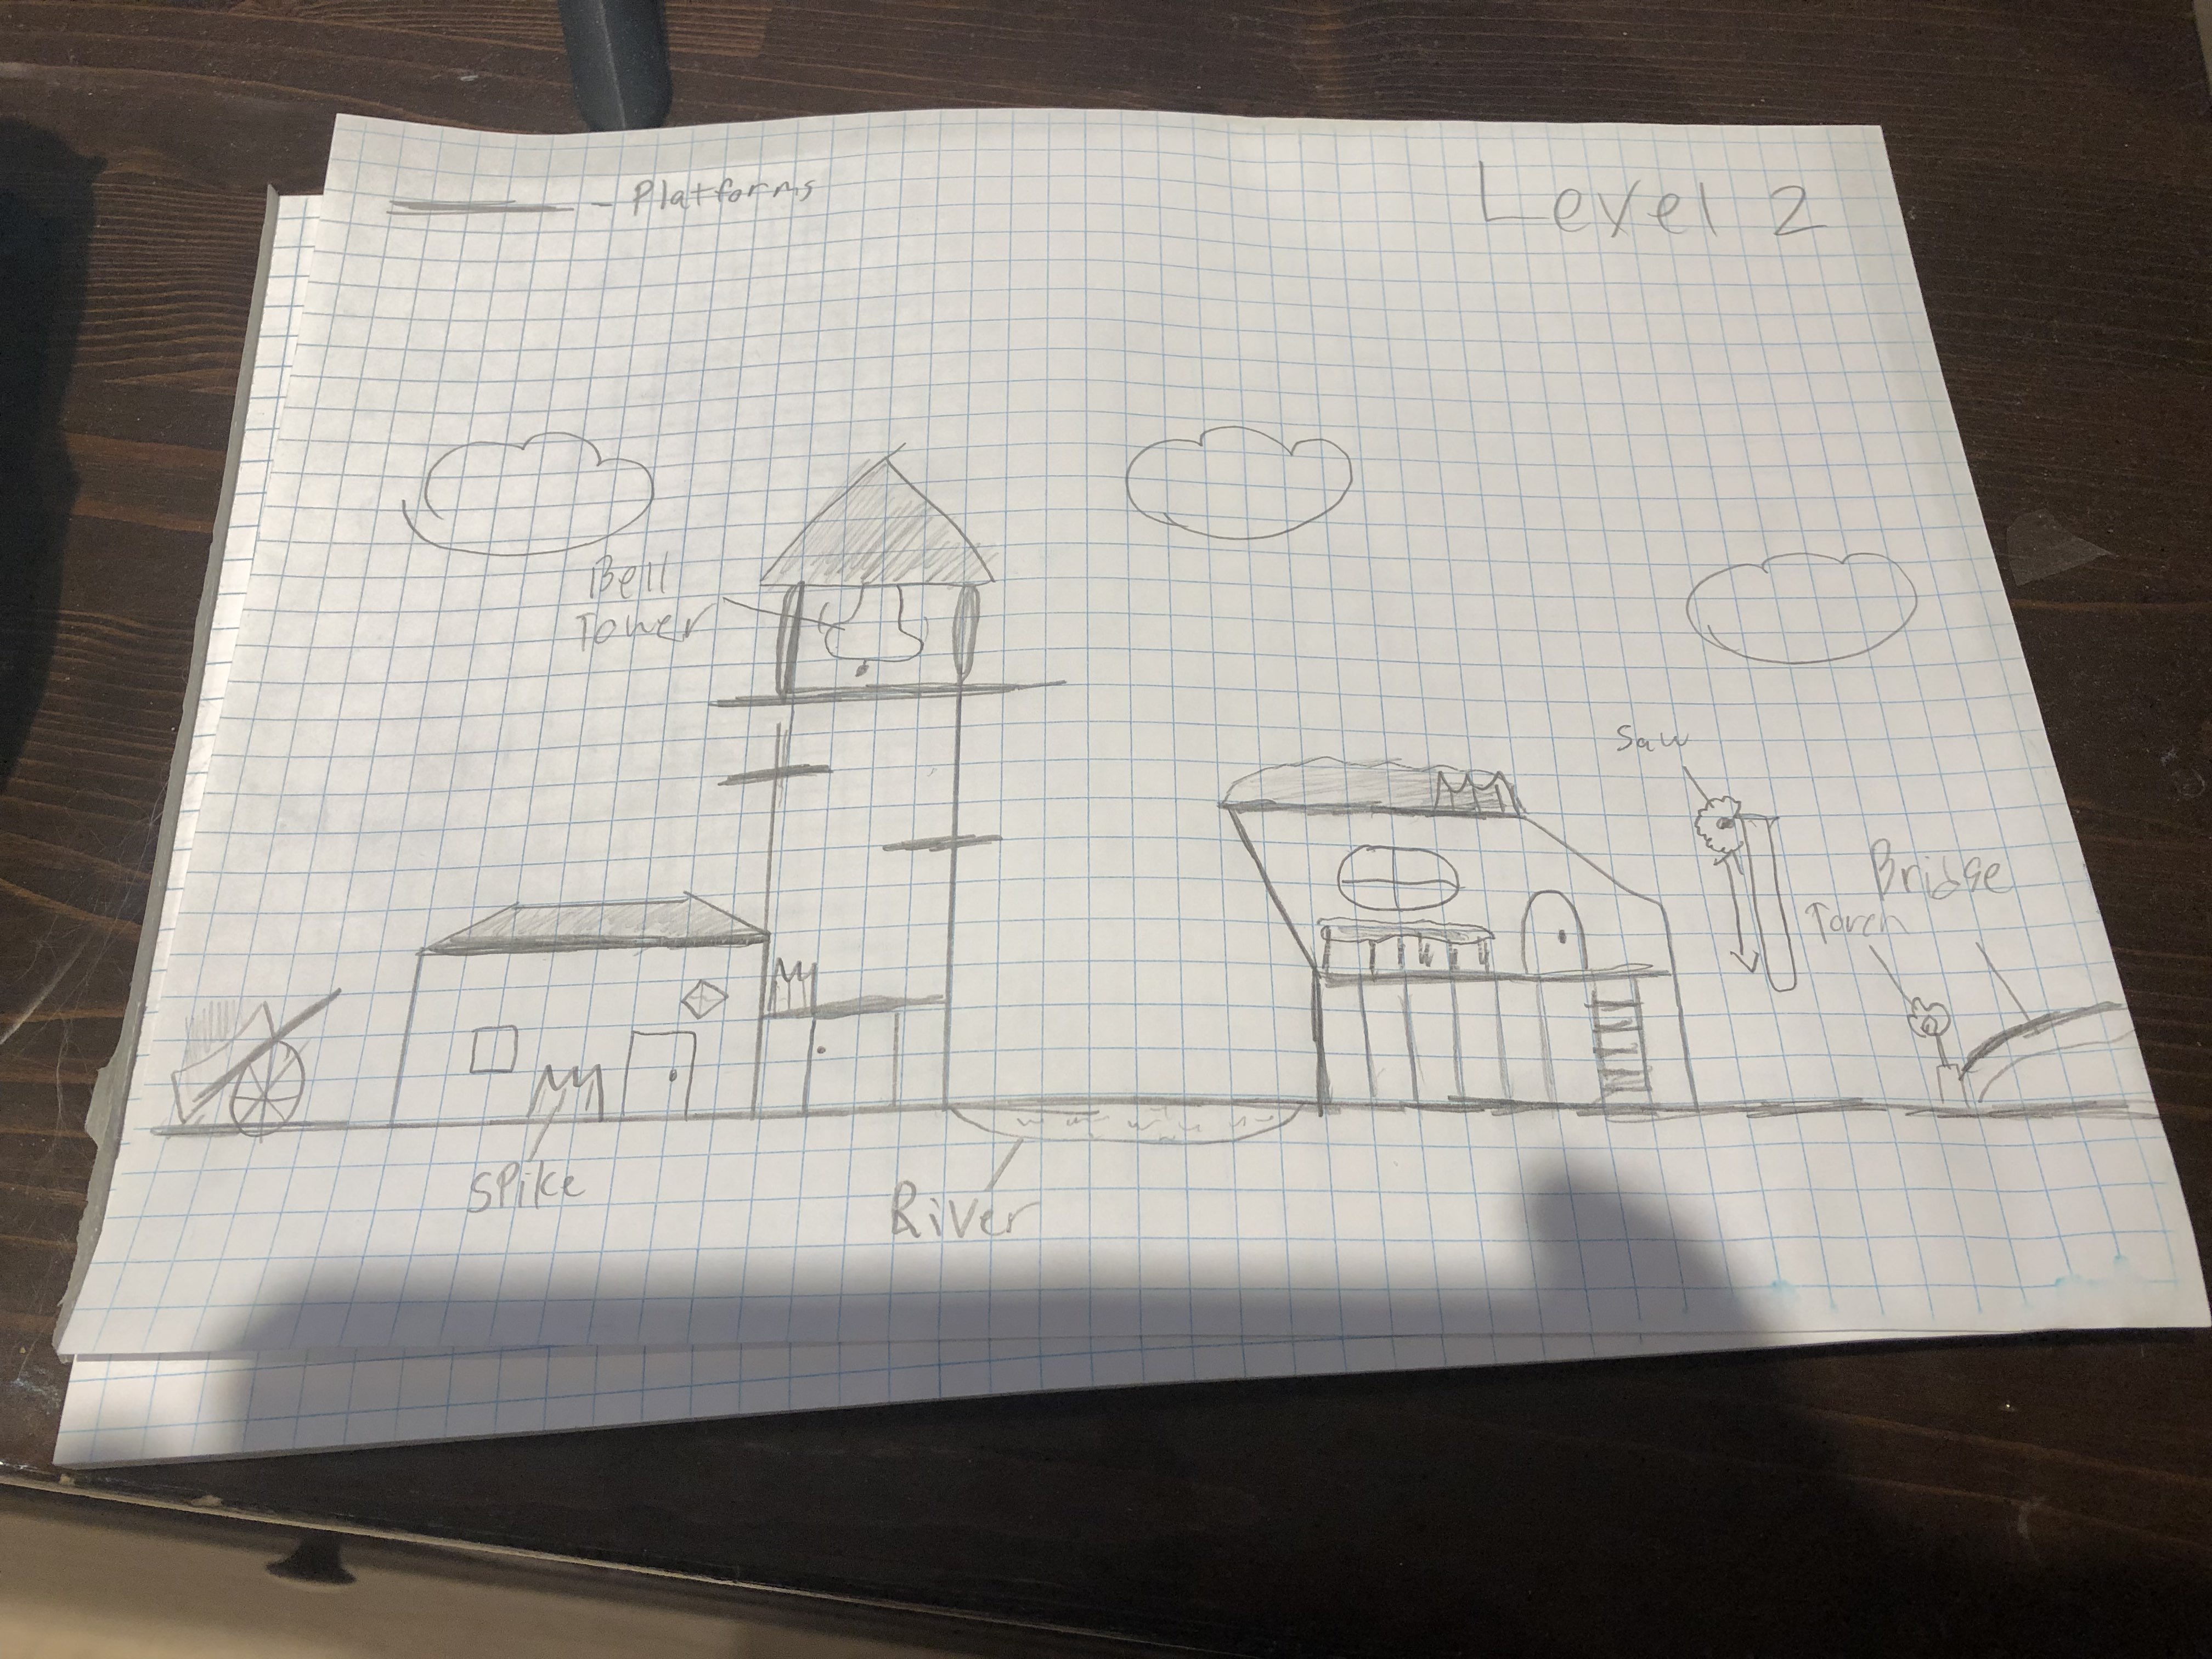 - Platforms
Level 2
Bell
Tower
Saw
Bridge
Torch
Spike
River